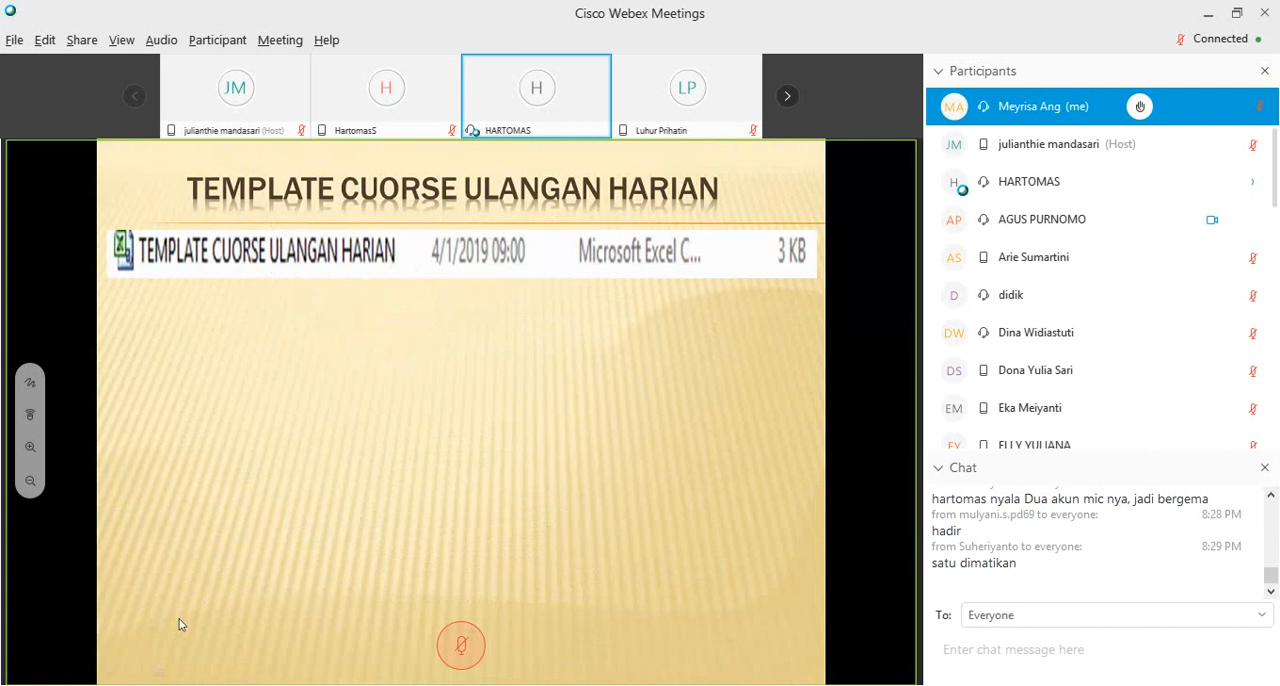 Cisco Webex Meetings
File Edit Share View Audio Participant Meeting Help
Connected
JM
H
H
LP
julianthie mandasari (Host)
HartomasS
HARTOMAS
Luhur Prihatin
TEMPLATE CUORSE ULANGAN HARIAN
TEMPLATE CUORSE ULANGAN HARIAN 4/1/2019 09:00 Microsoft Excel C... 3 KB
Participants
MA Meyrisa Ang (me)
JM julianthie mandasari (Host)
H HARTOMAS
AP AGUS PURNOMO
AS Arie Sumartini
D didik
DW Dina Widiastuti
DS Dona Yulia Sari
EM Eka Meiyanti
EY ELLY YULIANA
Chat
hartomas nyala Dua akun mic nya, jadi bergema
from mulyani.s.pd69 to everyone: 8:28 PM
hadir
from Suheriyanto to everyone: 8:29 PM
satu dimatikan
To: Everyone
Enter chat message here